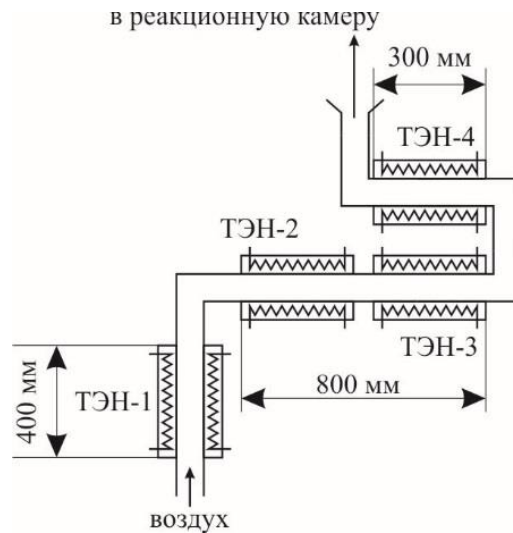 в реакционную камеру
300 мм
ТЭН-4
ТЭН-2
ТЭН-1
400 мм
ТЭН-3
800 мм
воздух